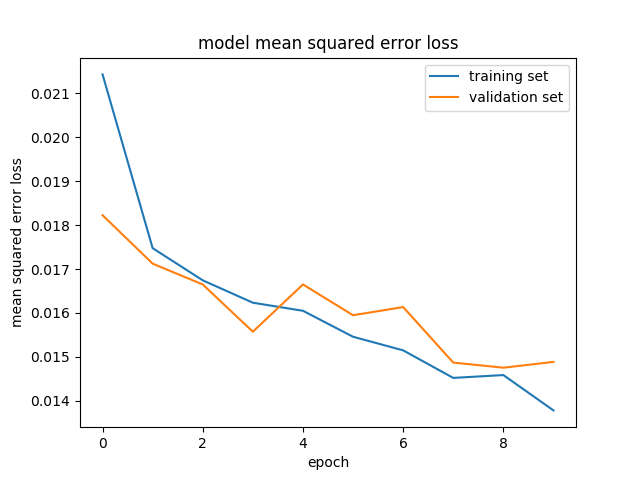 model mean squared error loss
training set
validation set
mean squared error loss
0.021
0.020
0.019
0.018
0.017
0.016
0.015
0.014
0 2 4 6 8
epoch